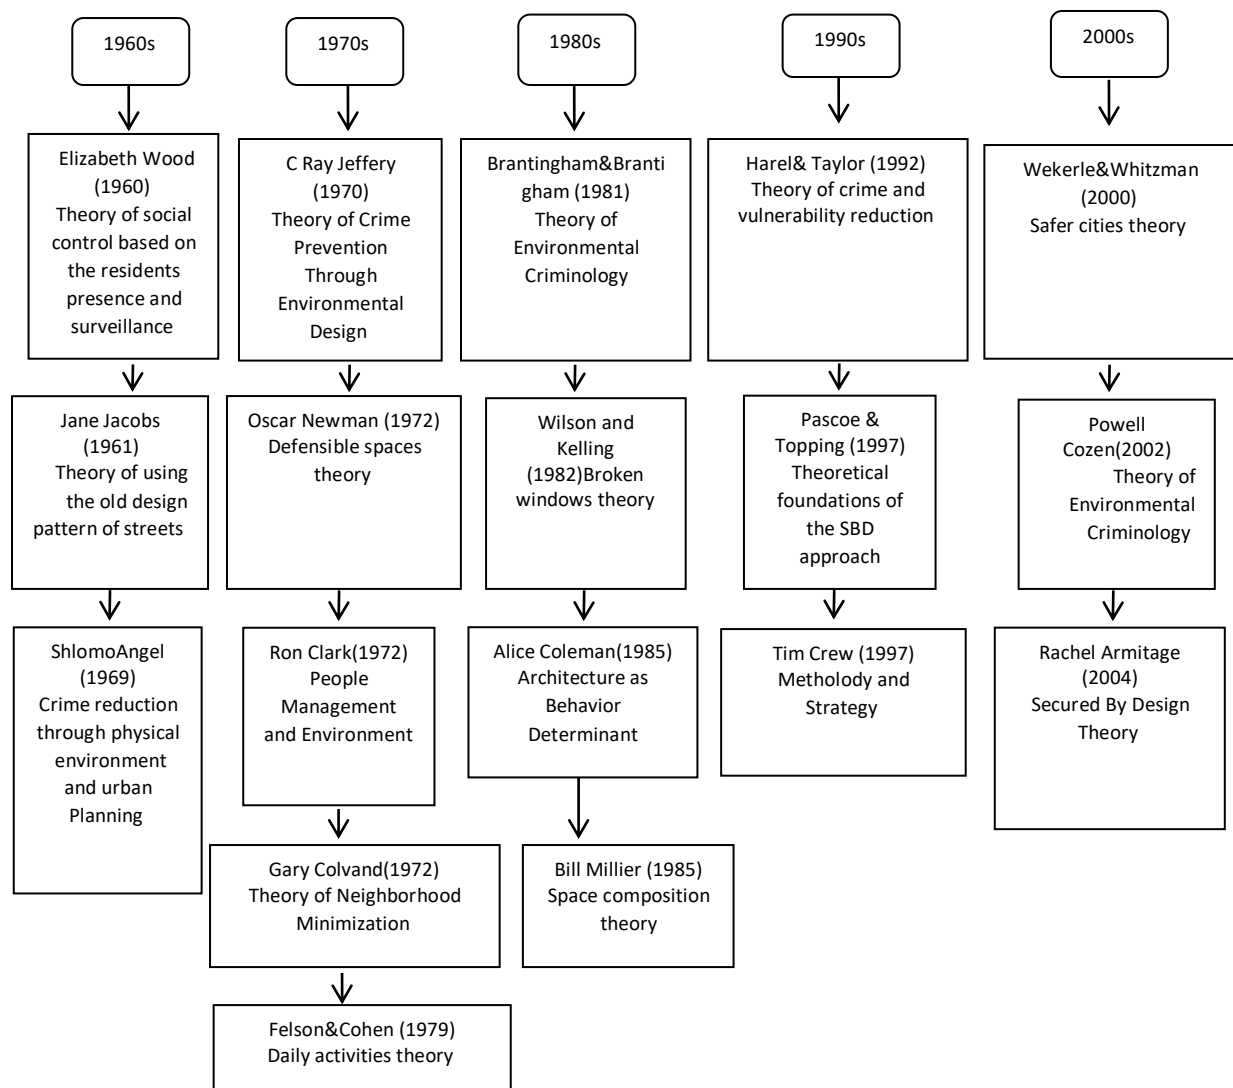 1960s
Elizabeth Wood
(1960)
Theory of social
control based on
the residents
presence and
surveillance
Jane Jacobs
(1961)
Theory of using
the old design
pattern of streets
ShlomoAngel
(1969)
Crime reduction
through physical
environment
and urban
Planning
1970s
C Ray Jeffery
(1970)
Theory of Crime
Prevention
Through
Environmental
Design
Oscar Newman (1972)
Defensible spaces
theory
Ron Clark(1972)
People
Management
and Environment
Gary Colvand(1972)
Theory of Neighborhood
Minimization
Felson&Cohen (1979)
Daily activities theory
1980s
Brantingham&Branti
gham (1981)
Theory of
Environmental
Criminology
Wilson and
Kelling
(1982)Broken
windows theory
Alice Coleman(1985)
Architecture as
Behavior
Determinant
Bill Millier (1985)
Space composition
theory
1990s
Harel& Taylor (1992)
Theory of crime and
vulnerability reduction
Pascoe &
Topping (1997)
Theoretical
foundations of
the SBD
approach
Tim Crew (1997)
Metholody and
Strategy
2000s
Wekerle&Whitzman
(2000)
Safer cities theory
Powell
Cozen(2002)
Theory of
Environmental
Criminology
Rachel Armitage
(2004)
Secured By Design
Theory